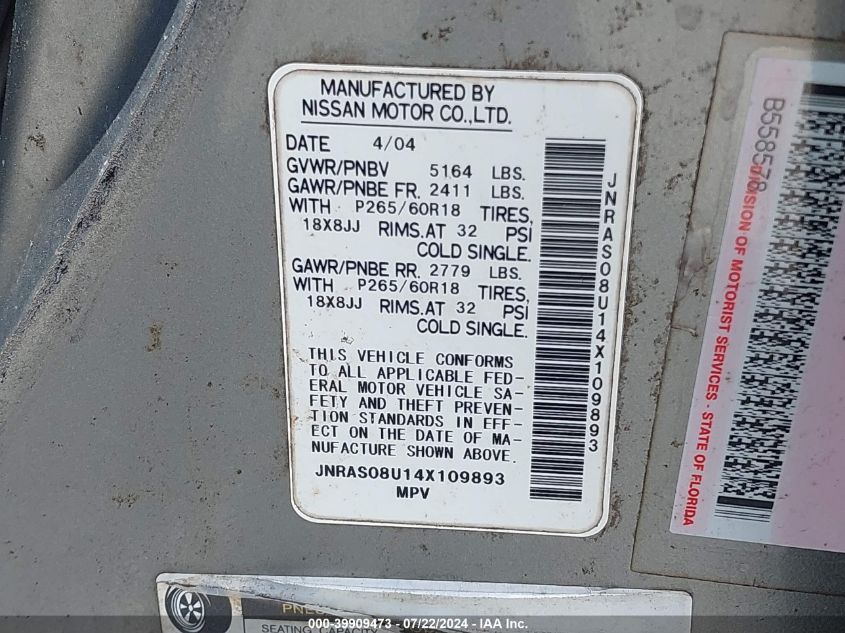 MANUFACTURED BY
NISSAN MOTOR CO.,LTD.
DATE 4/04
GVWR/PNBV 5164 LBS.
GAWR/PNBE FR. 2411 LBS.
WITH P265/60R18 TIRES,
18X8JJ RIMS.AT 32 PSI
COLD SINGLE.
GAWR/PNBE RR. 2779 LBS.
WITH P265/60R18 TIRES,
18X8JJ RIMS.AT 32 PSI
COLD SINGLE.
THIS VEHICLE CONFORMS
TO ALL APPLICABLE FED-
ERAL MOTOR VEHICLE SA-
FETY AND THEFT PREVEN-
TION STANDARDS IN EFF-
ECT ON THE DATE OF MA-
NUFACTURE SHOWN ABOVE.
JNRAS08U14X109893
MPV
JNRAS08U14X109893
B558578
DIVISION OF MOTORIST SERVICES - STATE OF FLORIDA
SEATING CAPACITY
000-39909473 - 07/22/2024 - IAA Inc.